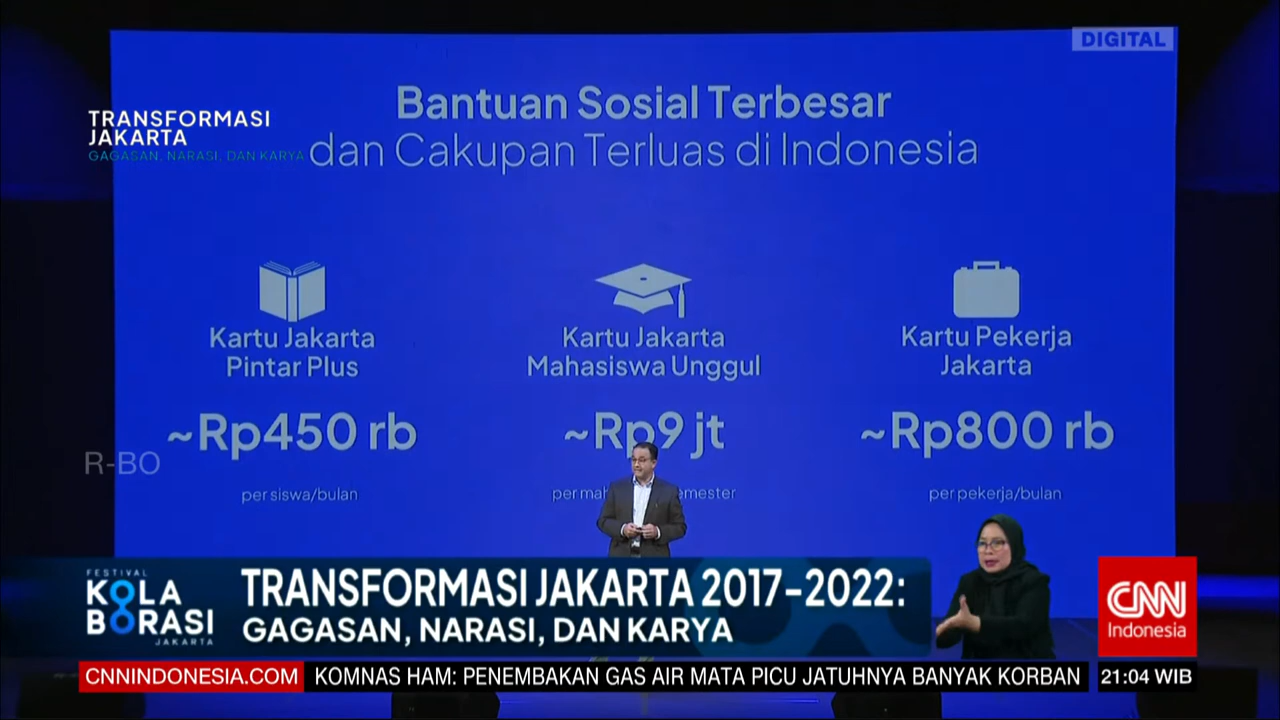 DIGITAL
TRANSFORMASI
JAKARTA
GAGASAN, NARASI, DAN KARYA
Bantuan Sosial Terbesar
dan Cakupan Terluas di Indonesia
Kartu Jakarta
Pintar Plus
~Rp450 rb
per siswa/bulan
Kartu Jakarta
Mahasiswa Unggul
~Rp9 jt
per
Kartu Pekerja
Jakarta
~Rp800 rb
per pekerja/bulan
R-BO
FESTIVAL
KOLA
BORASI
JAKARTA
TRANSFORMASI JAKARTA 2017-2022:
GAGASAN, NARASI, DAN KARYA
CNN
Indonesia
CNNINDONESIA.COM
KOMNAS HAM: PENEMBAKAN GAS AIR MATA PICU JATUHNYA BANYAK KORBAN
21:04 WIB